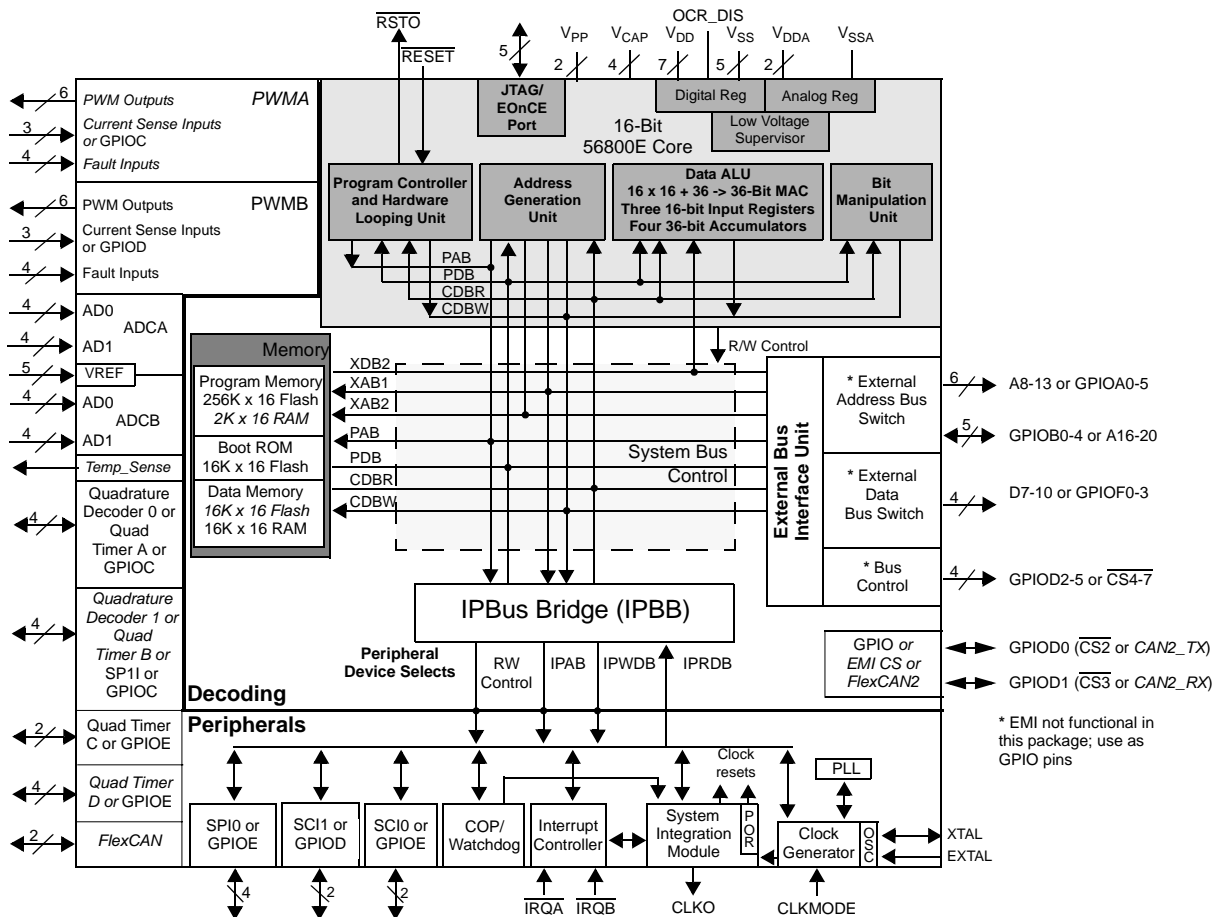 RSTO
RESET
5
VPP
2
VCAP
4
VDD
7
OCR_DIS
VSS
5
VDDA
2
VSSA
6
PWM Outputs
PWMA
3
Current Sense Inputs
or GPIOC
4
Fault Inputs
6
PWM Outputs
PWMB
3
Current Sense Inputs
or GPIOD
4
Fault Inputs
JTAG/
EOnCE
Port
Digital Reg
Analog Reg
Low Voltage
Supervisor
16-Bit
56800E Core
Program Controller
and Hardware
Looping Unit
Address
Generation
Unit
Data ALU
16 x 16 + 36 -> 36-Bit MAC
Three 16-bit Input Registers
Four 36-bit Accumulators
Bit
Manipulation
Unit
PAB
PDB
CDBR
CDBW
4
AD0
ADCA
4
AD1
5
VREF
4
AD0
ADCB
4
AD1
Temp_Sense
4
Quadrature
Decoder 0 or
Quad
Timer A or
GPIOC
4
Quadrature
Decoder 1 or
Quad
Timer B or
SP1I or
GPIOC
2
Quad Timer
C or GPIOE
4
Quad Timer
D or GPIOE
2
FlexCAN
Memory
Program Memory
256K x 16 Flash
2K x 16 RAM
Boot ROM
16K x 16 Flash
Data Memory
16K x 16 Flash
16K x 16 RAM
XDB2
XAB1
XAB2
PAB
PDB
CDBR
CDBW
System Bus
Control
R/W Control
External Bus
Interface Unit
* External
Address Bus
Switch
* External
Data
Bus Switch
* Bus
Control
6
A8-13 or GPIOA0-5
5
GPIOB0-4 or A16-20
4
D7-10 or GPIOF0-3
4
GPIOD2-5 or CS4-7
GPIO or
EMI CS or
FlexCAN2
GPIOD0 (CS2 or CAN2_TX)
GPIOD1 (CS3 or CAN2_RX)
* EMI not functional in
this package; use as
GPIO pins
IPBus Bridge (IPBB)
Peripheral
Device Selects
RW
Control
IPAB
IPWDB
IPRDB
Decoding
Peripherals
Clock
resets
PLL
SPI0 or
GPIOE
SCI1 or
GPIOD
SCI0 or
GPIOE
COP/
Watchdog
Interrupt
Controller
System
Integration
Module
POR
Clock
Generator
OSC
XTAL
EXTAL
4
2
2
IRQA
IRQB
CLKO
CLKMODE